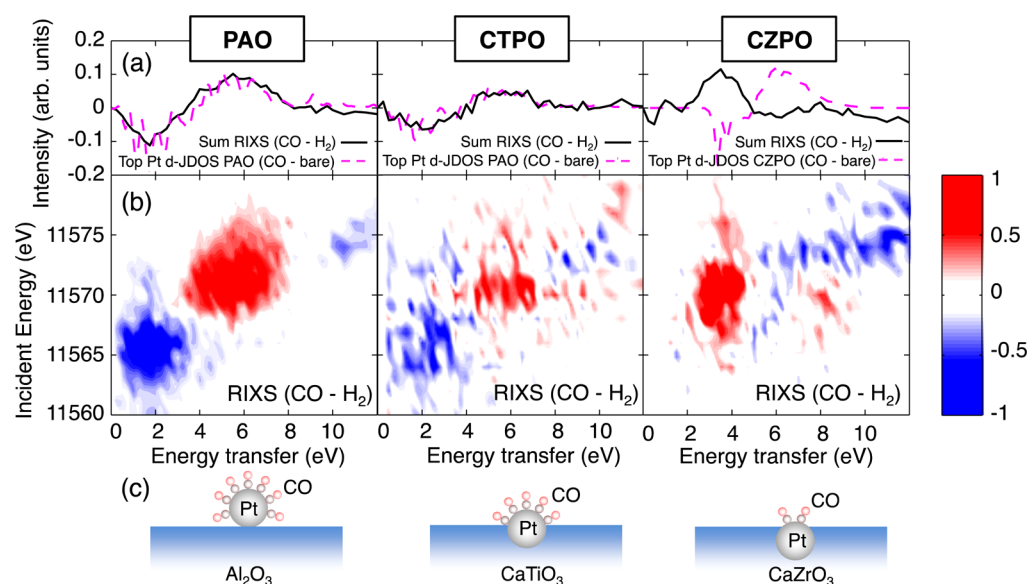 PAO CTPO CZPO
(a)
Intensity (arb. units)
0.2
0.1
0
-0.1
-0.2
Sum RIXS (CO - H₂)
Top Pt d-JDOS PAO (CO - bare)
Sum RIXS (CO - H₂)
Top Pt d-JDOS PAO (CO - bare)
Sum RIXS (CO - H₂)
Top Pt d-JDOS CZPO (CO - bare)
(b)
Incident Energy (eV)
11575
11570
11565
11560
RIXS (CO - H₂)
RIXS (CO - H₂)
RIXS (CO - H₂)
0 2 4 6 8 10
0 2 4 6 8 10
0 2 4 6 8 10
Energy transfer (eV)
Energy transfer (eV)
Energy transfer (eV)
1
0.5
0
-0.5
-1
(c)
CO
Pt
Al₂O₃
CO
Pt
CaTiO₃
CO
Pt
CaZrO₃